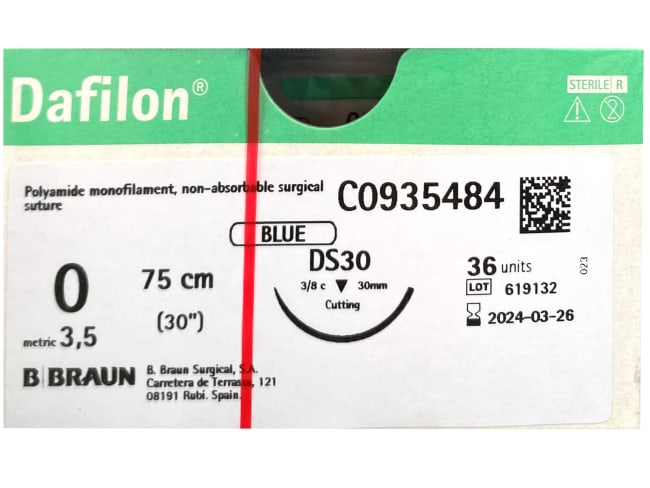 Dafilon®
STERILE R
Polyamide monofilament, non-absorbable surgical
suture
C0935484
BLUE
0
75 cm
(30")
metric 3,5
DS30
3/8 c ▼ 30mm
Cutting
36 units
LOT 619132
2024-03-26
023
B|BRAUN
B. Braun Surgical, S.A.
Carretera de Terrassa, 121
08191 Rubí. Spain.